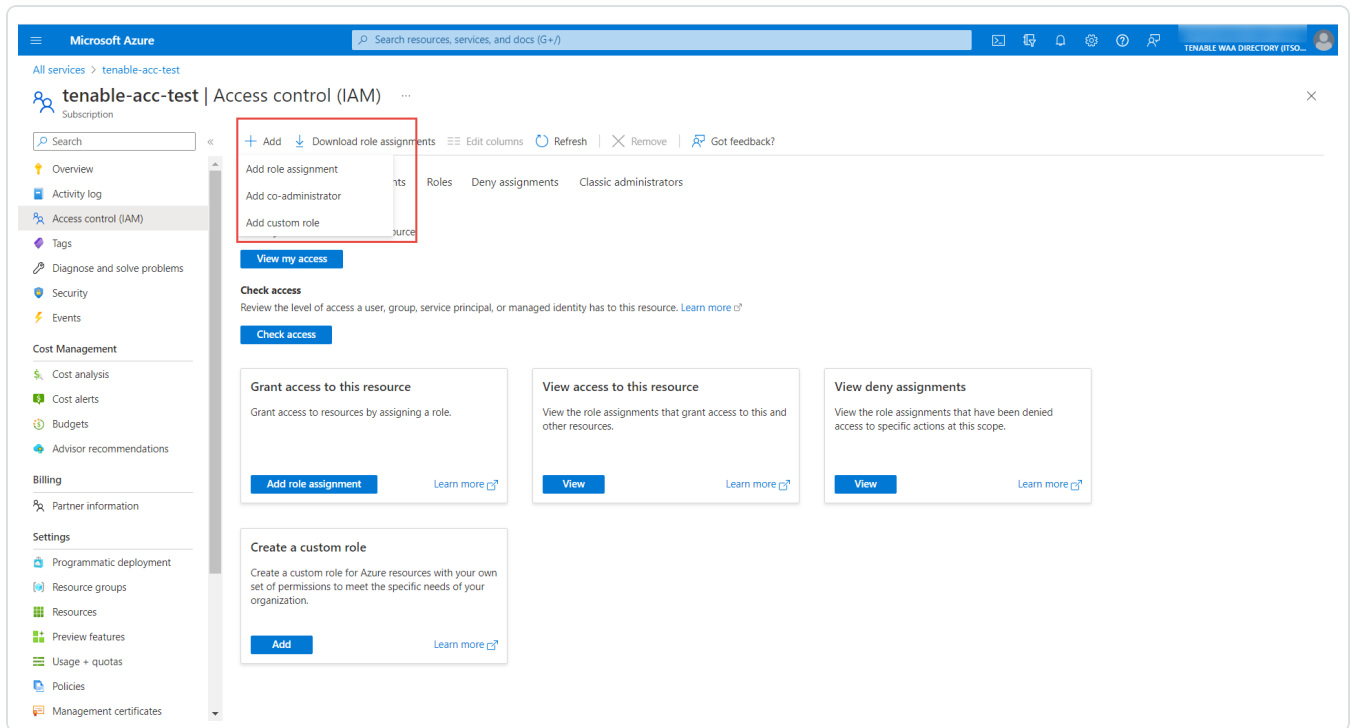 Microsoft Azure
Search resources, services, and docs (G+/)
TENABLE WAA DIRECTORY (ITSO...
All services > tenable-acc-test
tenable-acc-test | Access control (IAM) ...
Subscription
Search
«
Add
Download role assignments
Edit columns
Refresh
Remove
Got feedback?
Add role assignment
Add co-administrator
Add custom role
nts
Roles
Deny assignments
Classic administrators
ource
View my access
Check access
Review the level of access a user, group, service principal, or managed identity has to this resource. Learn more
Check access
Grant access to this resource
Grant access to resources by assigning a role.
Add role assignment
Learn more
View access to this resource
View the role assignments that grant access to this and
other resources.
View
Learn more
View deny assignments
View the role assignments that have been denied
access to specific actions at this scope.
View
Learn more
Create a custom role
Create a custom role for Azure resources with your own
set of permissions to meet the specific needs of your
organization.
Add
Learn more
Overview
Activity log
Access control (IAM)
Tags
Diagnose and solve problems
Security
Events
Cost Management
Cost analysis
Cost alerts
Budgets
Advisor recommendations
Billing
Partner information
Settings
Programmatic deployment
Resource groups
Resources
Preview features
Usage + quotas
Policies
Management certificates